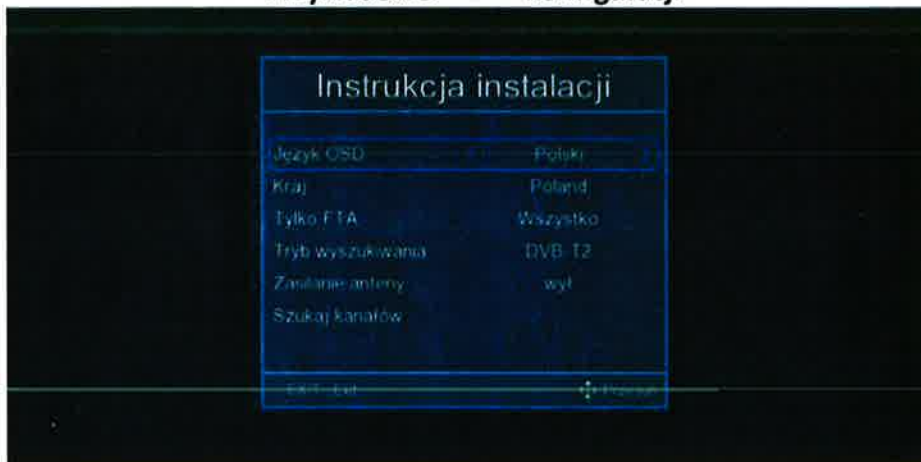 Instrukcja instalacji
Język OSD Polski
Kraj Poland
Tylko FTA Wszystko
Tryb wyszukiwania DVB-T2
Zasilanie anteny wył
Szukaj kanałów
EXIT Exit